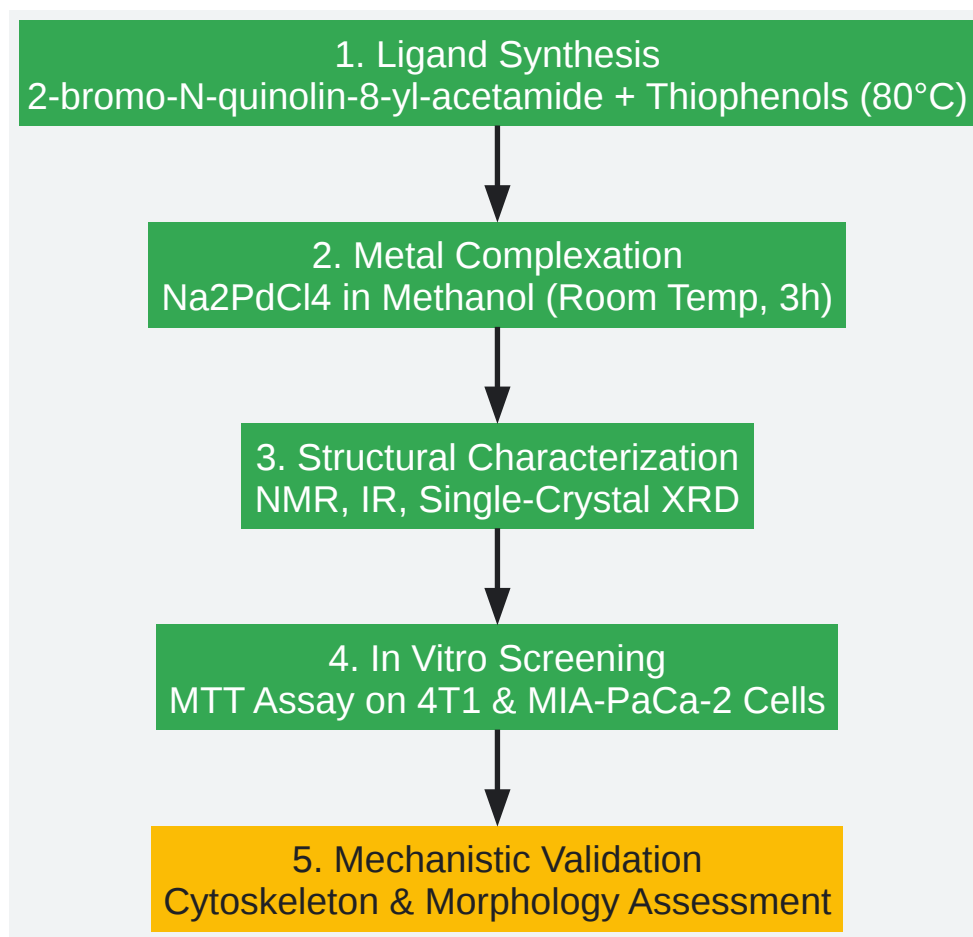 1. Ligand Synthesis
2-bromo-N-quinolin-8-yl-acetamide + Thiophenols (80°C)
2. Metal Complexation
Na2PdCl4 in Methanol (Room Temp, 3h)
3. Structural Characterization
NMR, IR, Single-Crystal XRD
4. In Vitro Screening
MTT Assay on 4T1 & MIA-PaCa-2 Cells
5. Mechanistic Validation
Cytoskeleton & Morphology Assessment